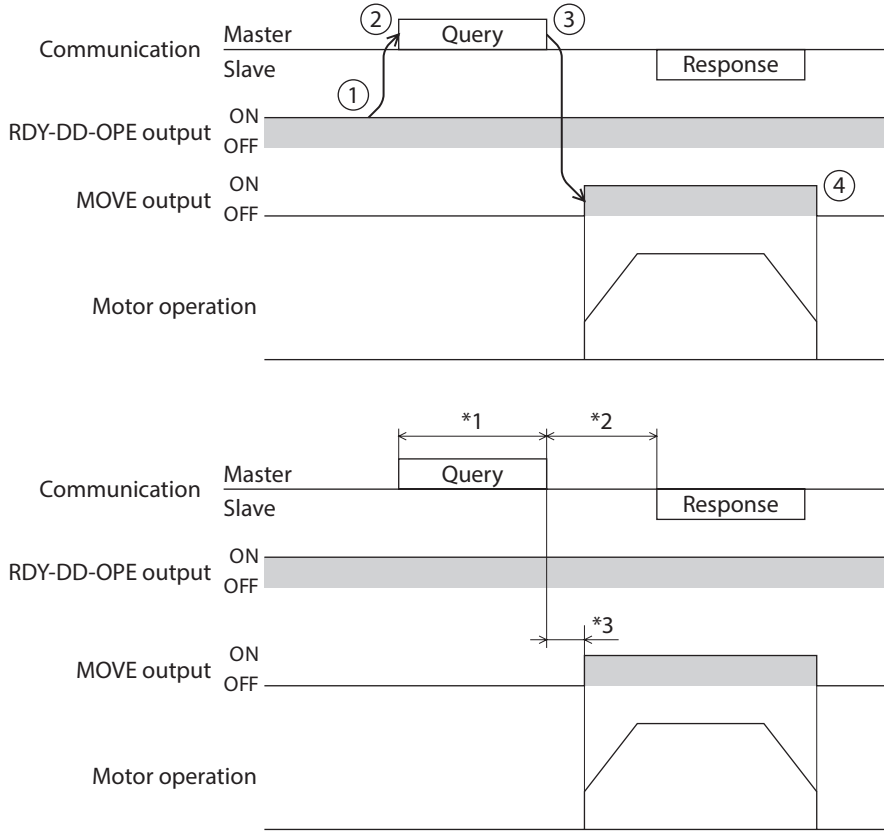 ② ③
Communication Master Query
Slave Response
①
RDY-DD-OPE output ON
OFF
MOVE output ON ④
OFF
Motor operation
*1 *2
Communication Master Query
Slave Response
RDY-DD-OPE output ON
OFF
*3
MOVE output ON
OFF
Motor operation